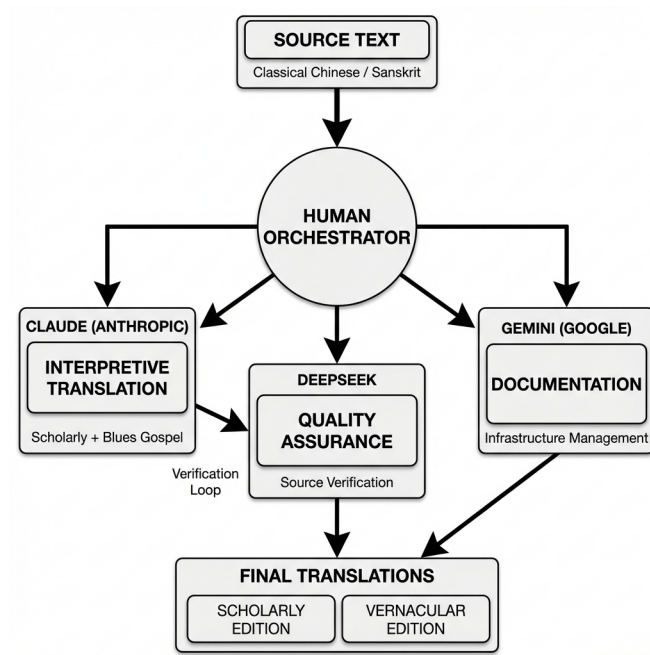 SOURCE TEXT
Classical Chinese / Sanskrit
HUMAN
ORCHESTRATOR
CLAUDE (ANTHROPIC)
INTERPRETIVE
TRANSLATION
Scholarly + Blues Gospel
DEEPSEEK
QUALITY
ASSURANCE
Source Verification
GEMINI (GOOGLE)
DOCUMENTATION
Infrastructure Management
Verification
Loop
FINAL TRANSLATIONS
SCHOLARLY
EDITION
VERNACULAR
EDITION